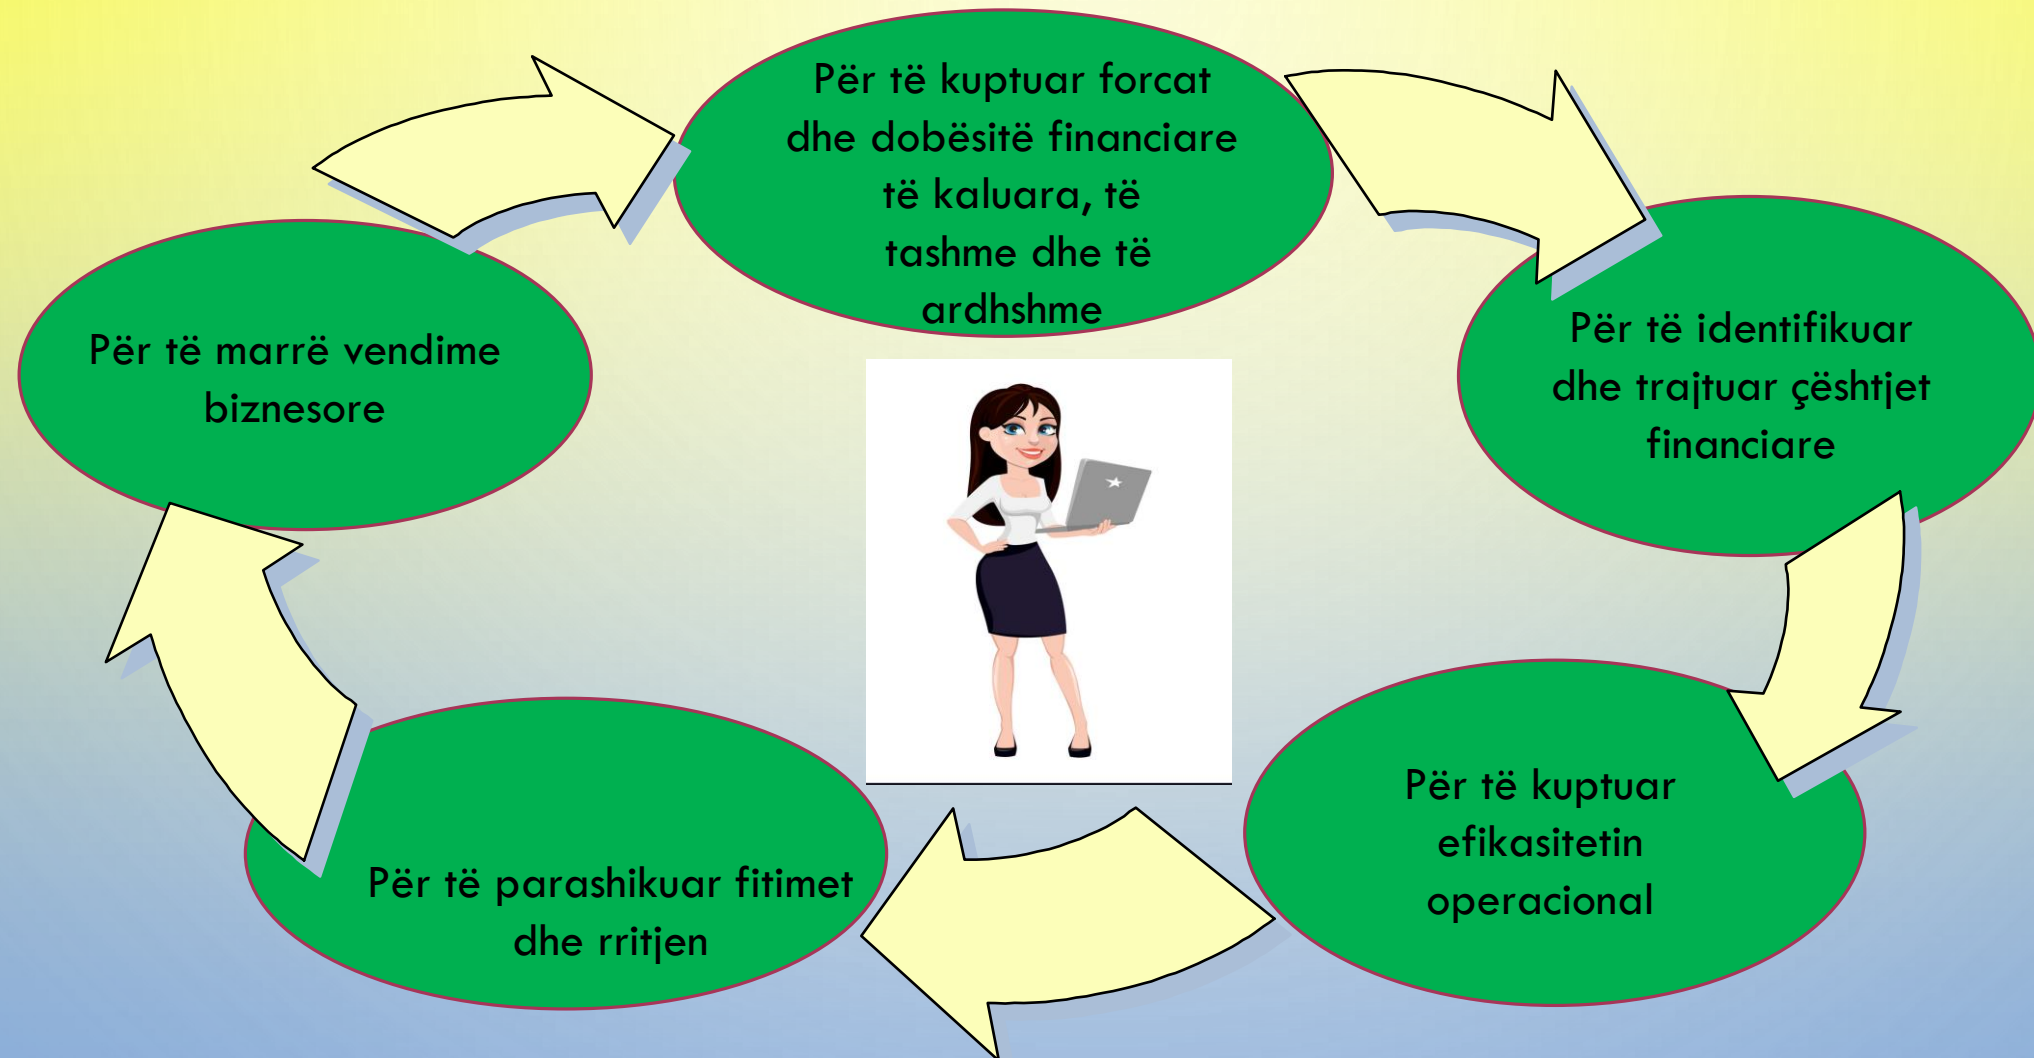 Për të kuptuar forcat
dhe dobësitë financiare
të kaluara, të
tashme dhe të
ardhshme
Për të identifikuar
dhe trajtuar çështjet
financiare
Për të kuptuar
efikasitetin
operacional
Për të parashikuar fitimet
dhe rritjen
Për të marrë vendime
biznesore